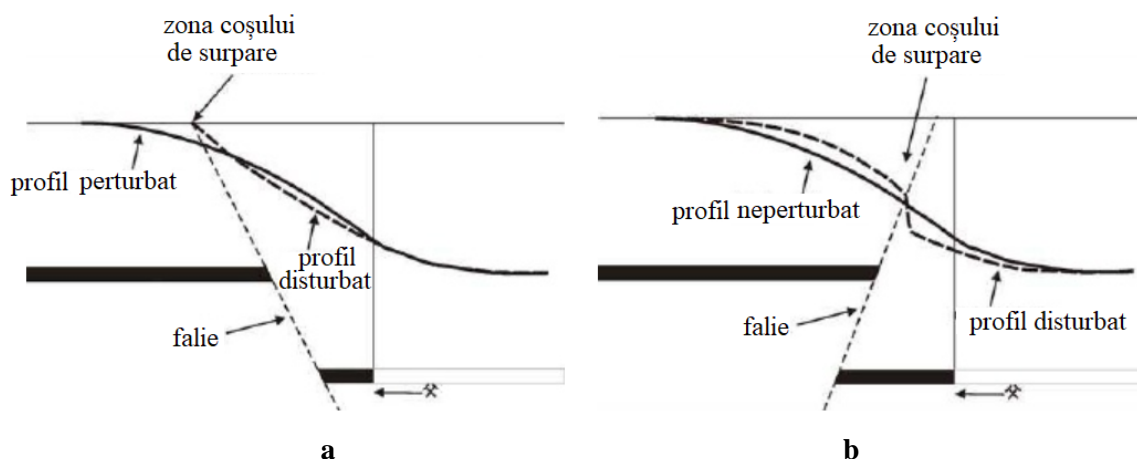 zona coșului
de surpare
profil perturbat
profil
disturbat
falie
a
zona coșului
de surpare
profil neperturbat
falie
profil disturbat
b